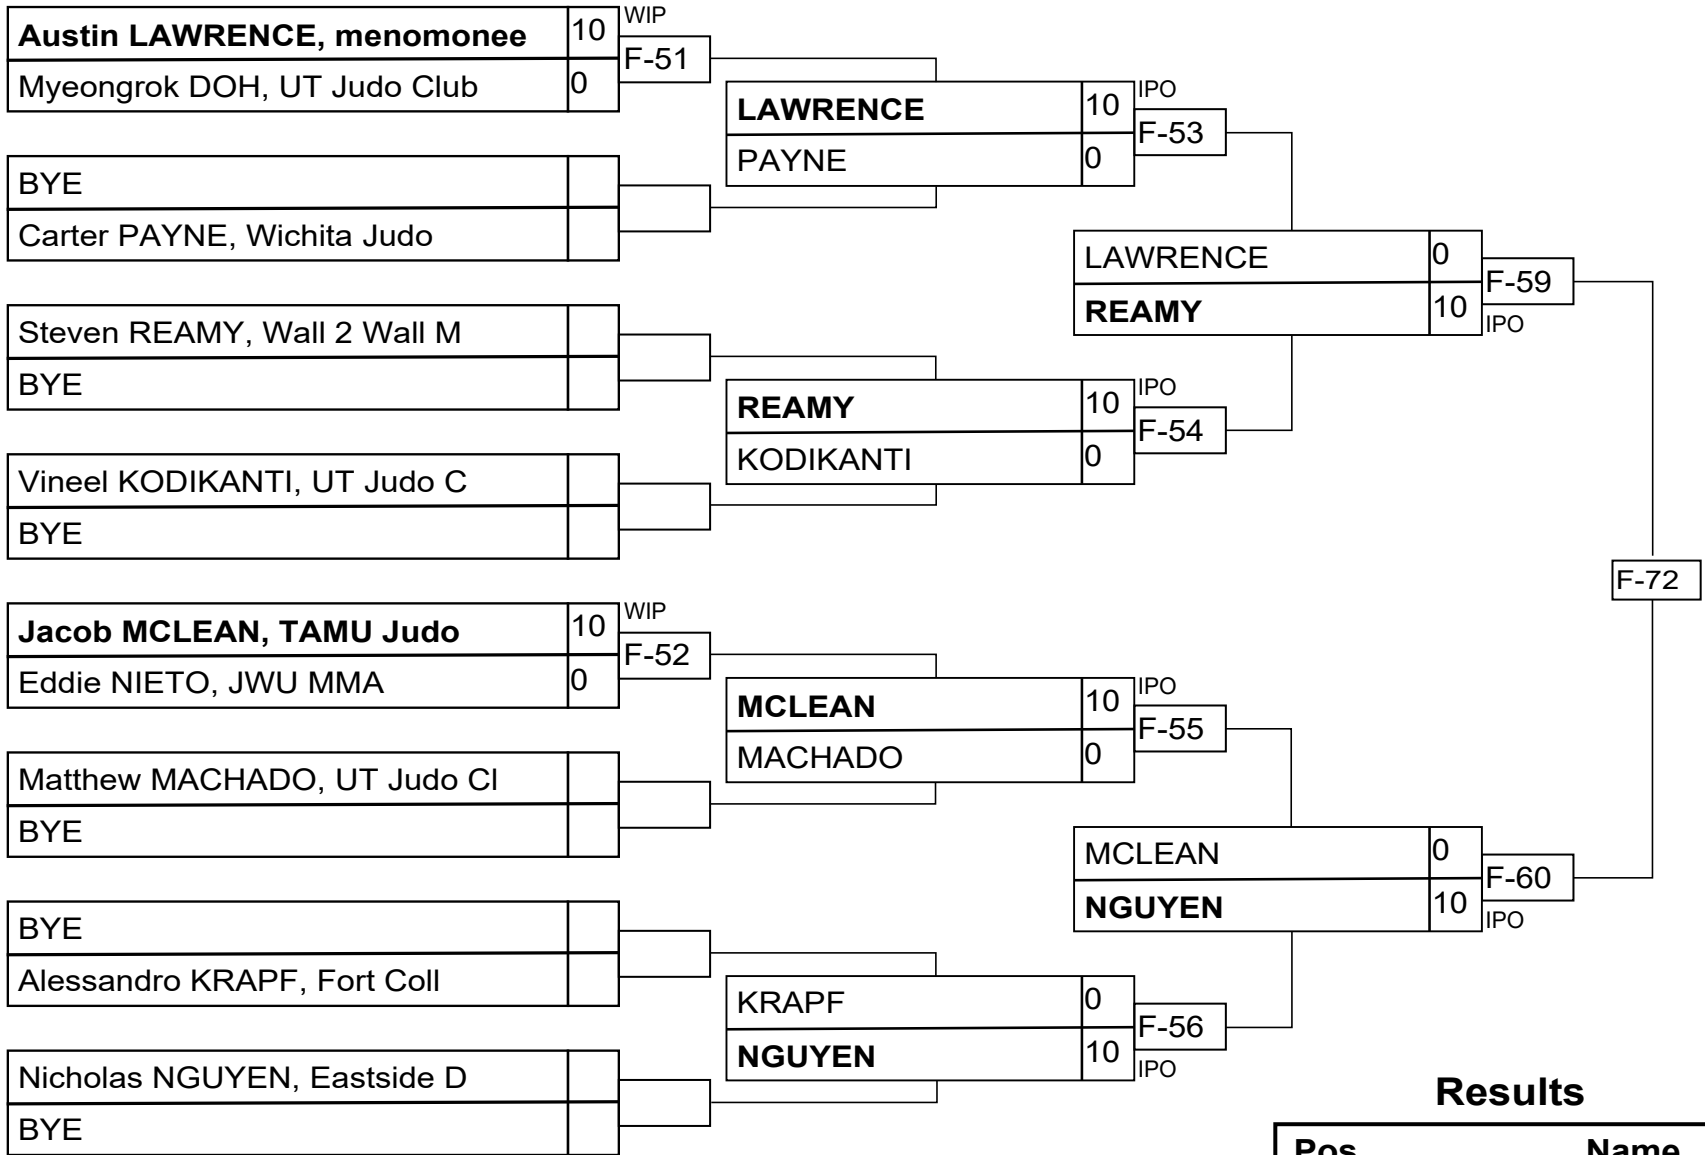 Austin LAWRENCE, menomonee 10 WIP
F-51
Myeongrok DOH, UT Judo Club 0
BYE
Carter PAYNE, Wichita Judo
Steven REAMY, Wall 2 Wall M
BYE
Vineel KODIKANTI, UT Judo C
BYE
Jacob MCLEAN, TAMU Judo 10 WIP
F-52
Eddie NIETO, JWU MMA 0
Matthew MACHADO, UT Judo Cl
BYE
BYE
Alessandro KRAPF, Fort Coll
Nicholas NGUYEN, Eastside D
BYE
LAWRENCE 10 IPO
F-53
PAYNE 0
REAMY 10 IPO
F-54
KODIKANTI 0
MCLEAN 10 IPO
F-55
MACHADO 0
KRAPF 0
F-56
NGUYEN 10 IPO
LAWRENCE 0
F-59
REAMY 10 IPO
MCLEAN 0
F-60
NGUYEN 10 IPO
F-72
Results
Pos Name